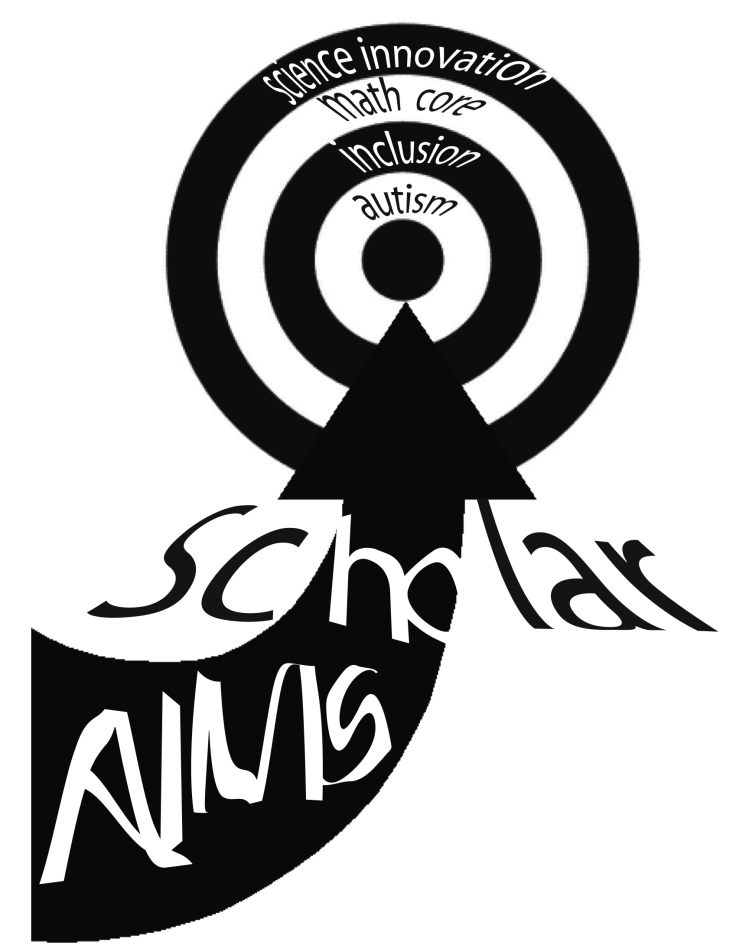 science innovation
math core
inclusion
autism
scholar
AIMS